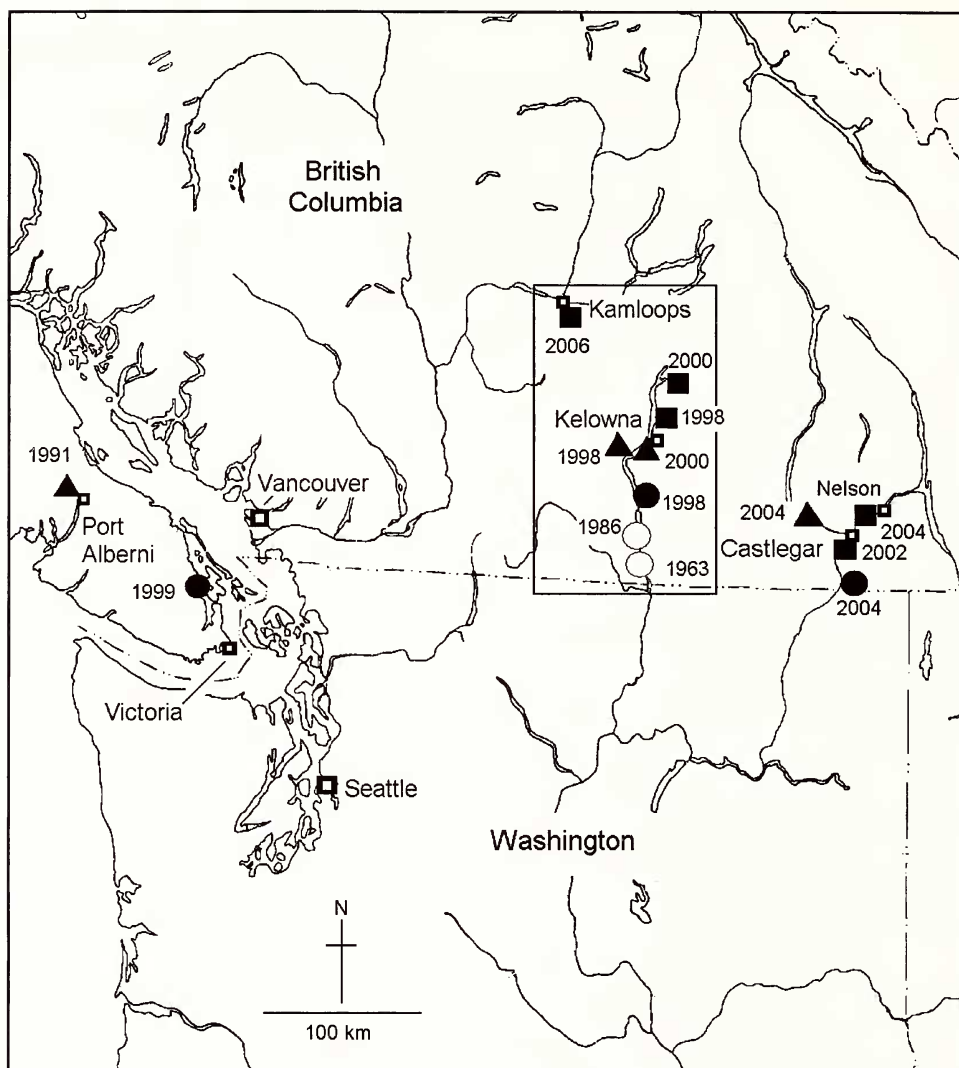 British
Columbia
Kamloops
2006
2000
Kelowna
1998
1998
2000
1991
Vancouver
1998
Nelson
Port
Alberni
2004
2004
1986
Castlegar
2002
1963
1999
2004
Victoria
Seattle
Washington
N
100 km